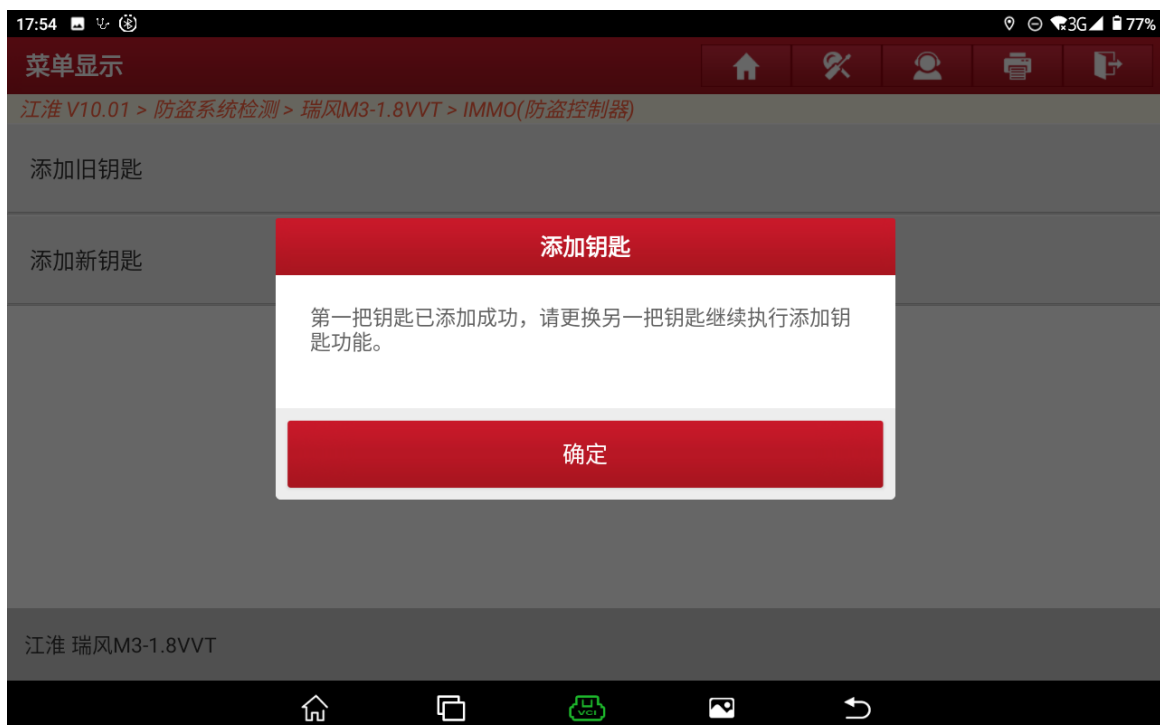 17:54
3G 77%
菜单显示
江淮 V10.01 > 防盗系统检测 > 瑞风M3-1.8VVT > IMMO(防盗控制器)
添加旧钥匙
添加新钥匙
添加钥匙
第一把钥匙已添加成功，请更换另一把钥匙继续执行添加钥
匙功能。
确定
江淮 瑞风M3-1.8VVT
VCI